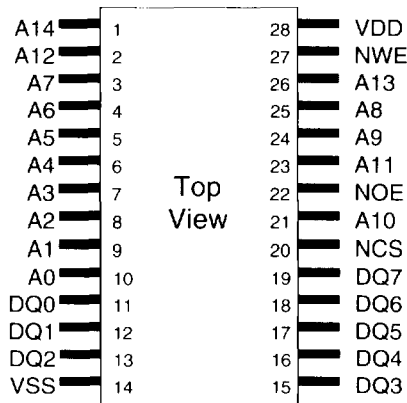 A14 1 28 VDD
A12 2 27 NWE
A7 3 26 A13
A6 4 25 A8
A5 5 24 A9
A4 6 23 A11
A3 7 Top 22 NOE
A2 8 View 21 A10
A1 9 20 NCS
A0 10 19 DQ7
DQ0 11 18 DQ6
DQ1 12 17 DQ5
DQ2 13 16 DQ4
VSS 14 15 DQ3